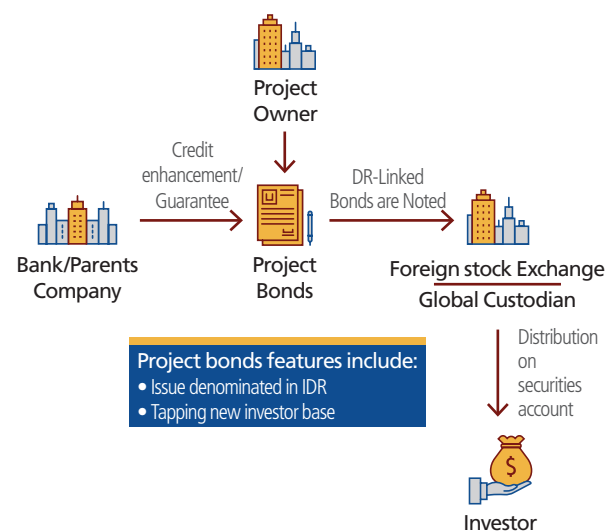 Project
Owner
Credit
enhancement/
Guarantee
DR-Linked
Bonds are Noted
Bank/Parents
Company
Project
Bonds
Foreign stock Exchange
Global Custodian
Project bonds features include:
• Issue denominated in IDR
• Tapping new investor base
Distribution
on
securities
account
$
Investor